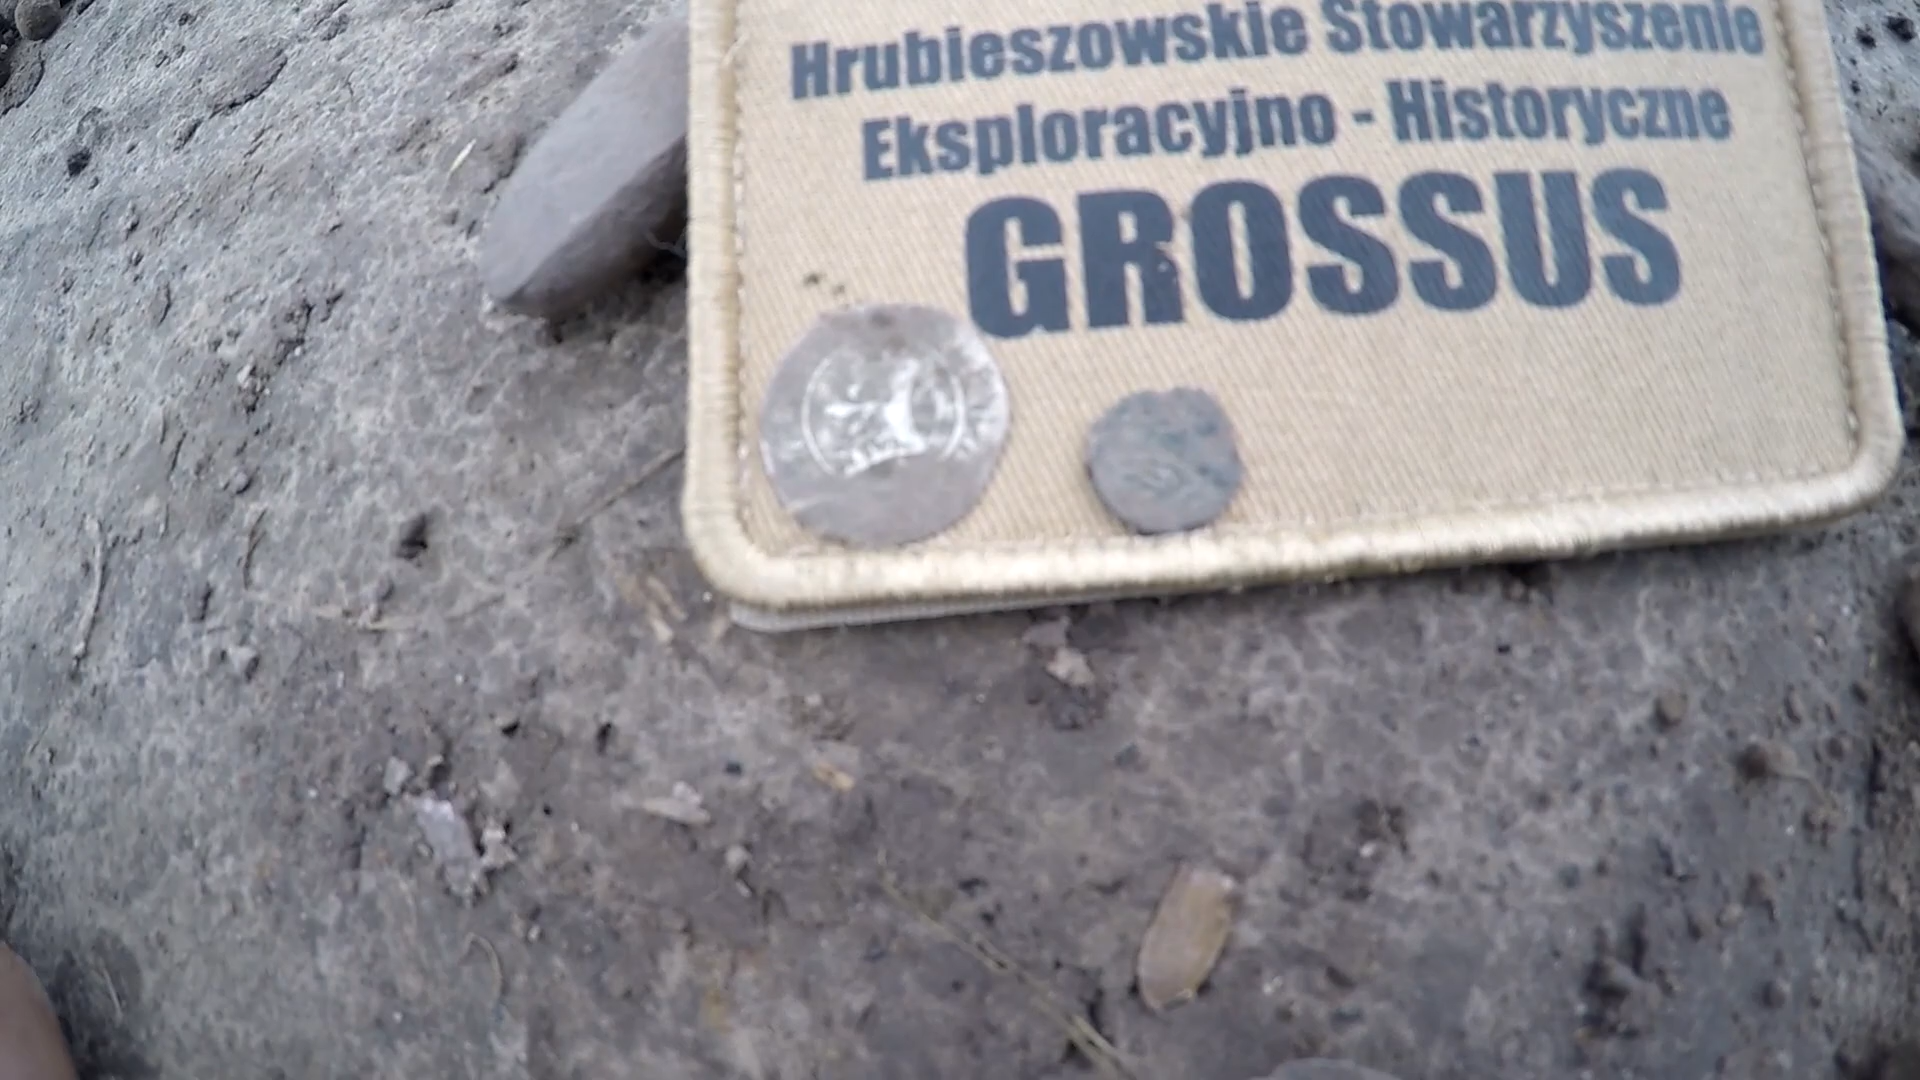 Hrubieszowskie Stowarzyszenie
Eksploracyjno - Historyczne
GROSSUS